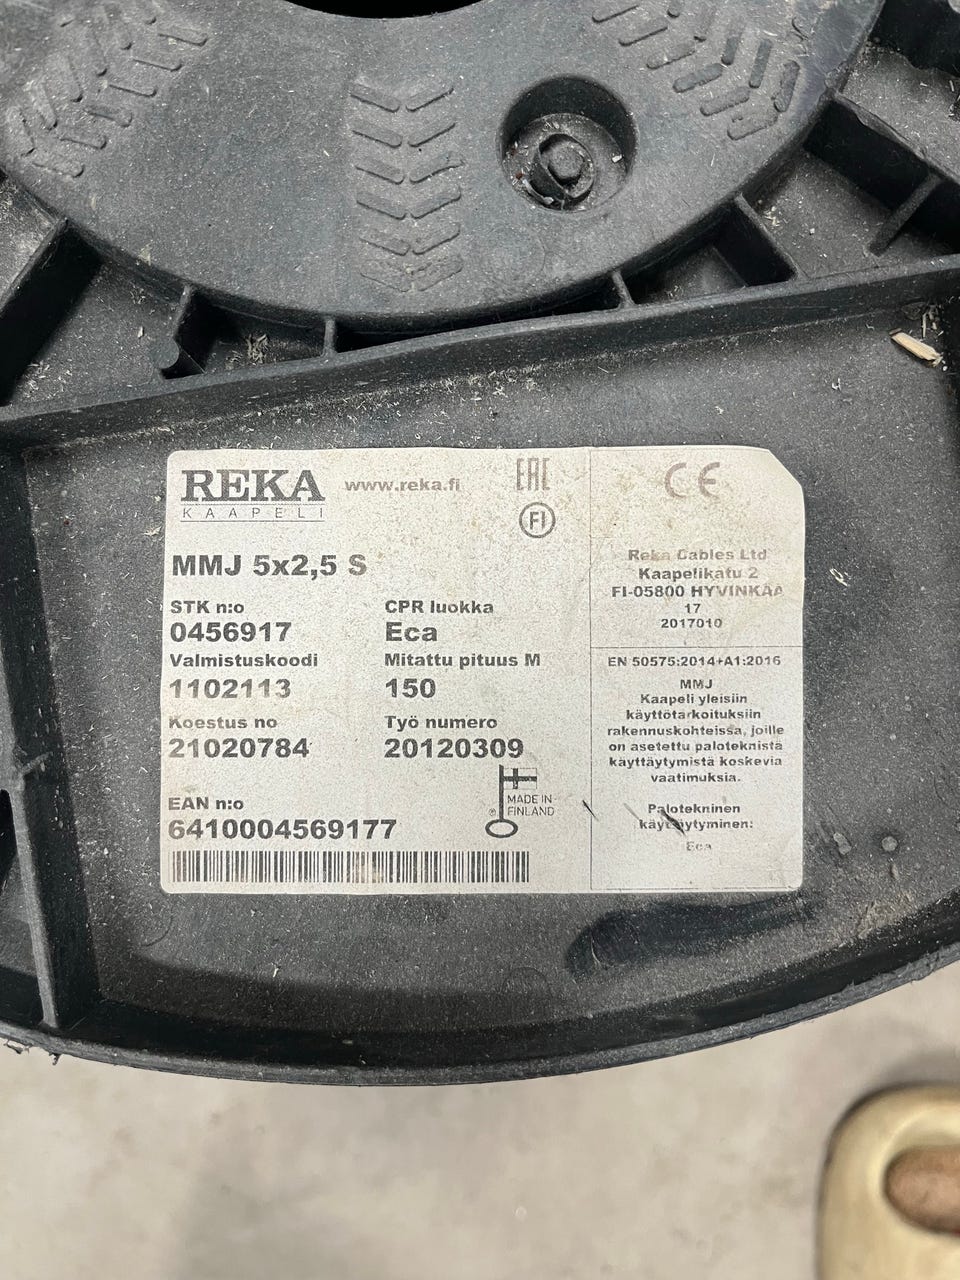 REKA
KAAPELI
www.reka.fi
EAC
FI
CE
MMJ 5x2,5 S
STK n:o
0456917
CPR luokka
Eca
Valmistuskoodi
1102113
Mitattu pituus M
150
Koestus no
21020784
Työ numero
20120309
EAN n:o
6410004569177
MADE IN
FINLAND
Reka Cables Ltd
Kaapelikatu 2
FI-05800 HYVINKÄÄ
17
2017010
EN 50575:2014+A1:2016
MMJ
Kaapeli yleisiin
käyttötarkoituksiin
rakennuskohteissa, joille
on asetettu paloteknistä
käyttäytymistä koskevia
vaatimuksia.
Palotekninen
käyttäytyminen:
Eca